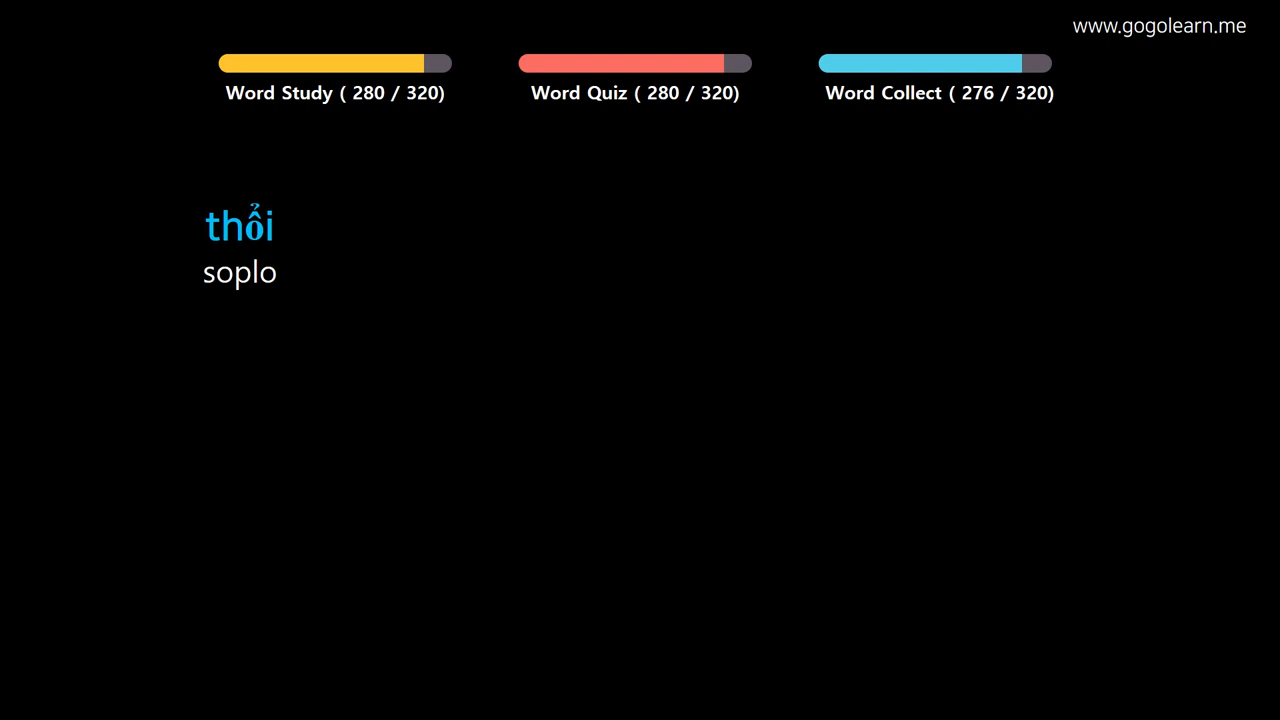 www.gogolearn.me
Word Study ( 280 / 320)
Word Quiz ( 280 / 320)
Word Collect ( 276 / 320)
thổi
soplo